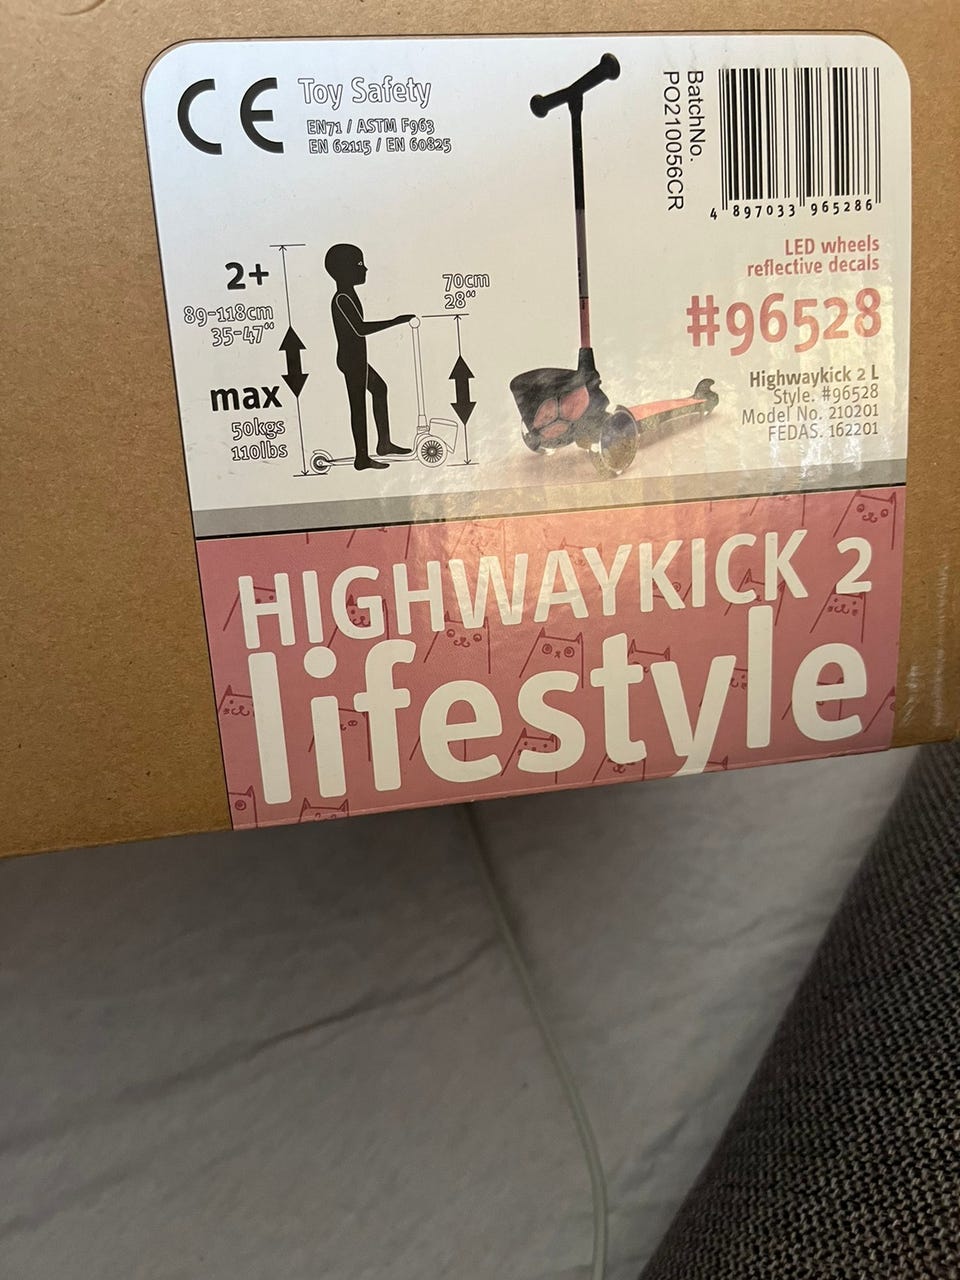 CE Toy Safety
EN71 / ASTM F963
EN 62115 / EN 60825
BatchNo.
PO210056CR
4 897033 965286
LED wheels
reflective decals
#96528
Highwaykick 2 L
Style. #96528
Model No. 210201
FEDAS. 162201
2+
89-118cm
35-47“
max
50kgs
110lbs
70cm
28“
HIGHWAYKICK 2
lifestyle